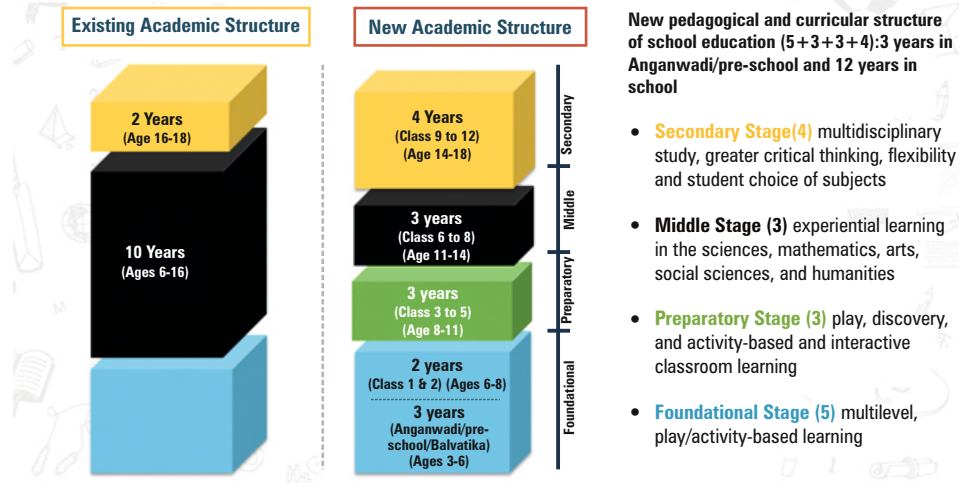 Existing Academic Structure
2 Years
(Age 16-18)
10 Years
(Ages 6-16)
New Academic Structure
4 Years
(Class 9 to 12)
(Age 14-18)
3 years
(Class 6 to 8)
(Age 11-14)
3 years
(Class 3 to 5)
(Age 8-11)
2 years
(Class 1 & 2) (Ages 6-8)
3 years
(Anganwadi/pre-
school/Balvatika)
(Ages 3-6)
Secondary
Middle
Preparatory
Foundational
New pedagogical and curricular structure
of school education (5+3+3+4):3 years in
Anganwadi/pre-school and 12 years in
school
• Secondary Stage(4) multidisciplinary
study, greater critical thinking, flexibility
and student choice of subjects
• Middle Stage (3) experiential learning
in the sciences, mathematics, arts,
social sciences, and humanities
• Preparatory Stage (3) play, discovery,
and activity-based and interactive
classroom learning
• Foundational Stage (5) multilevel,
play/activity-based learning